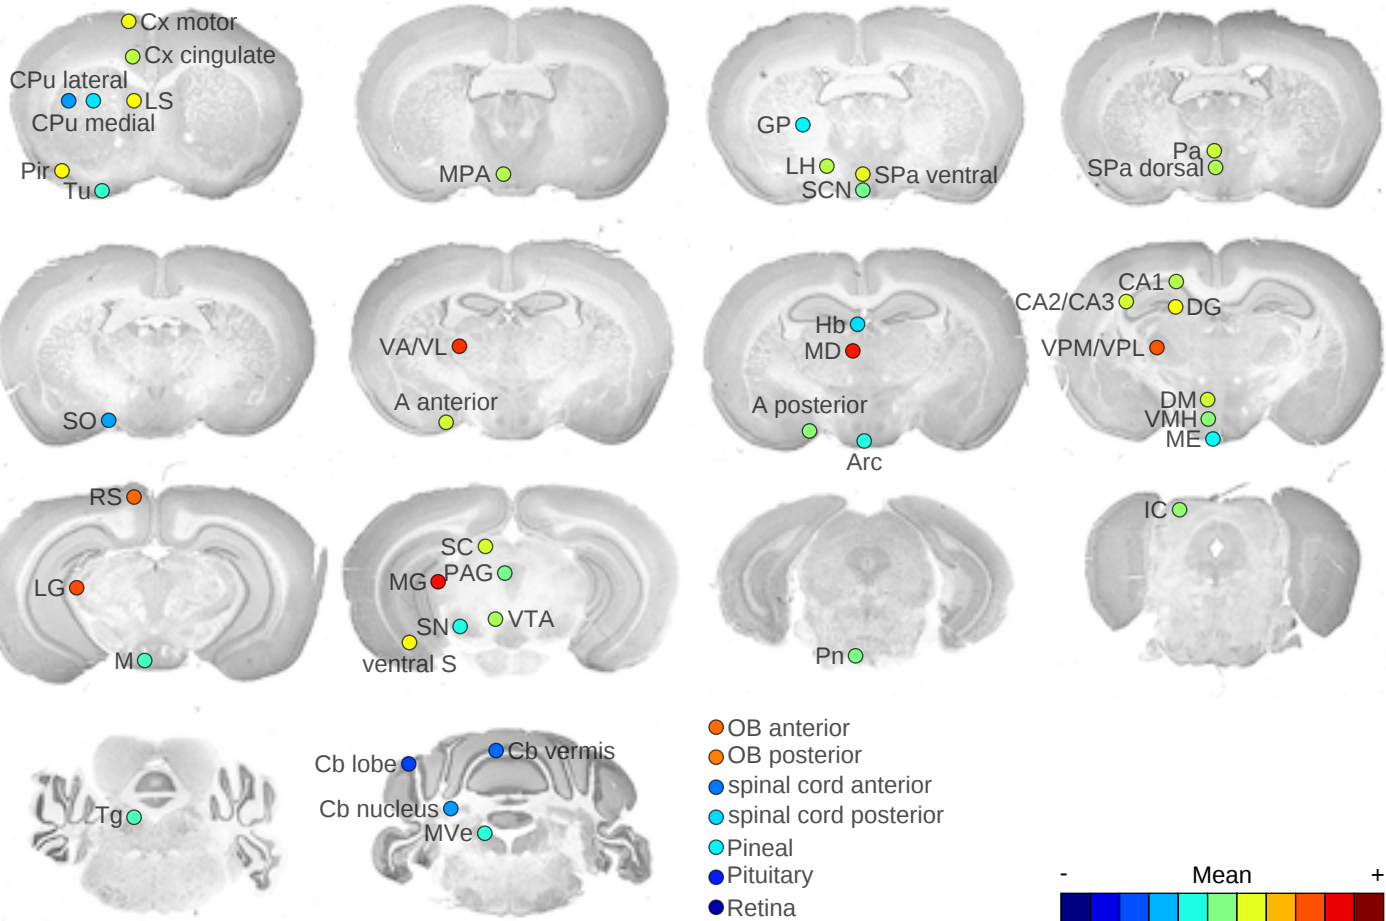 Cx motor
Cx cingulate
CPu lateral
LS
CPu medial
Pir
Tu
MPA
GP
LH
SPa ventral
SCN
Pa
SPa dorsal
SO
VA/VL
A anterior
Hb
MD
A posterior
Arc
CA1
CA2/CA3
DG
VPM/VPL
DM
VMH
ME
RS
LG
M
SC
MG
PAG
SN
VTA
ventral S
Pn
IC
Tg
Cb lobe
Cb vermis
Cb nucleus
MVe
OB anterior
OB posterior
spinal cord anterior
spinal cord posterior
Pineal
Pituitary
Retina
- Mean +